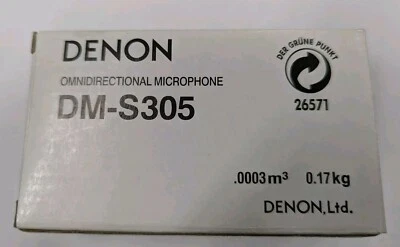 DENON
DER GRÜNE PUNKT
OMNIDIRECTIONAL MICROPHONE
DM-S305
26571
.0003m³ 0.17kg
DENON,Ltd.